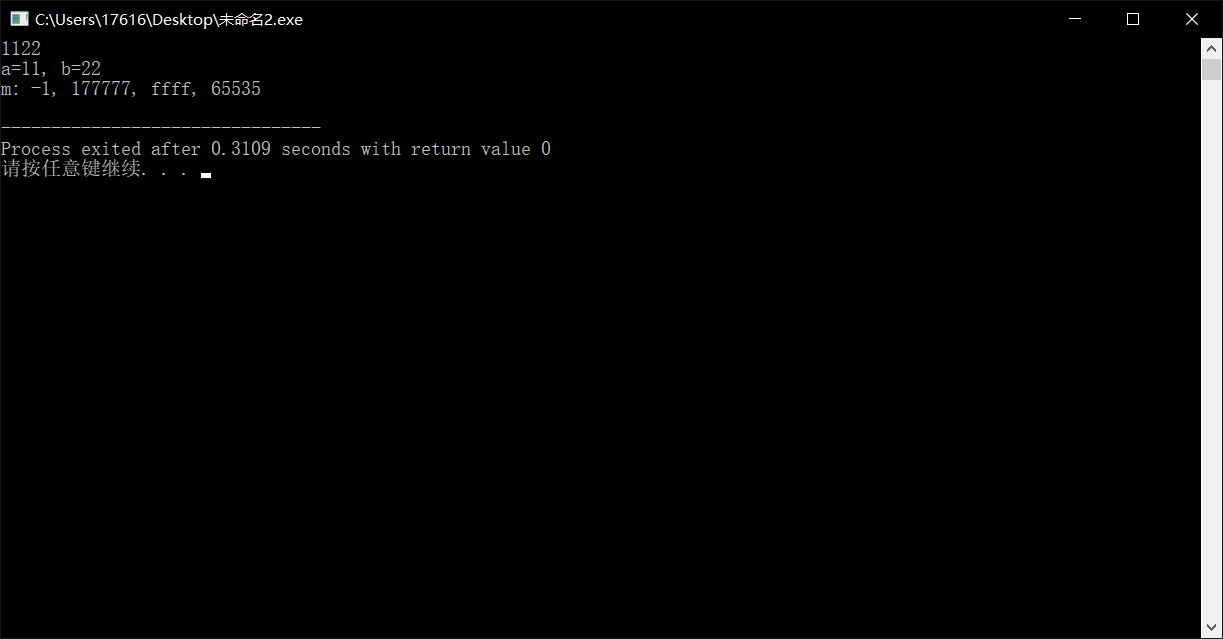 C:\Users\17616\Desktop\未命名2.exe
1122
a=11, b=22
m: -1, 177777, ffff, 65535
--------------------------------
Process exited after 0.3109 seconds with return value 0
请按任意键继续. . .